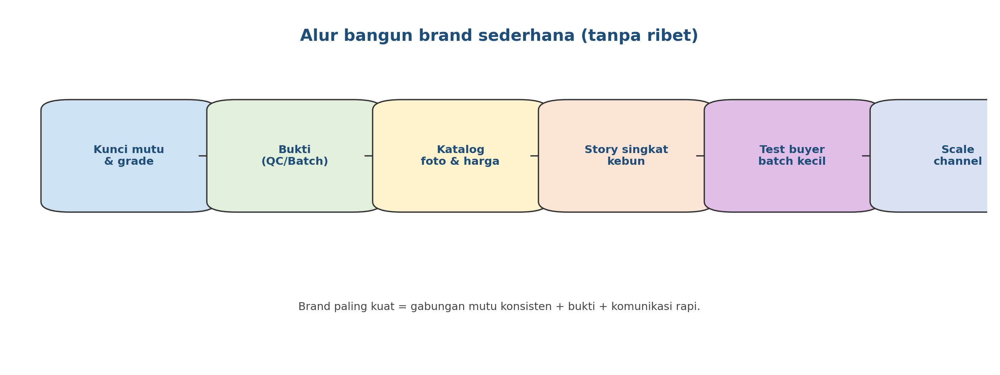 Alur bangun brand sederhana (tanpa ribet)
Kunci mutu
& grade
Bukti
(QC/Batch)
Katalog
foto & harga
Story singkat
kebun
Test buyer
batch kecil
Scale
channel
Brand paling kuat = gabungan mutu konsisten + bukti + komunikasi rapi.